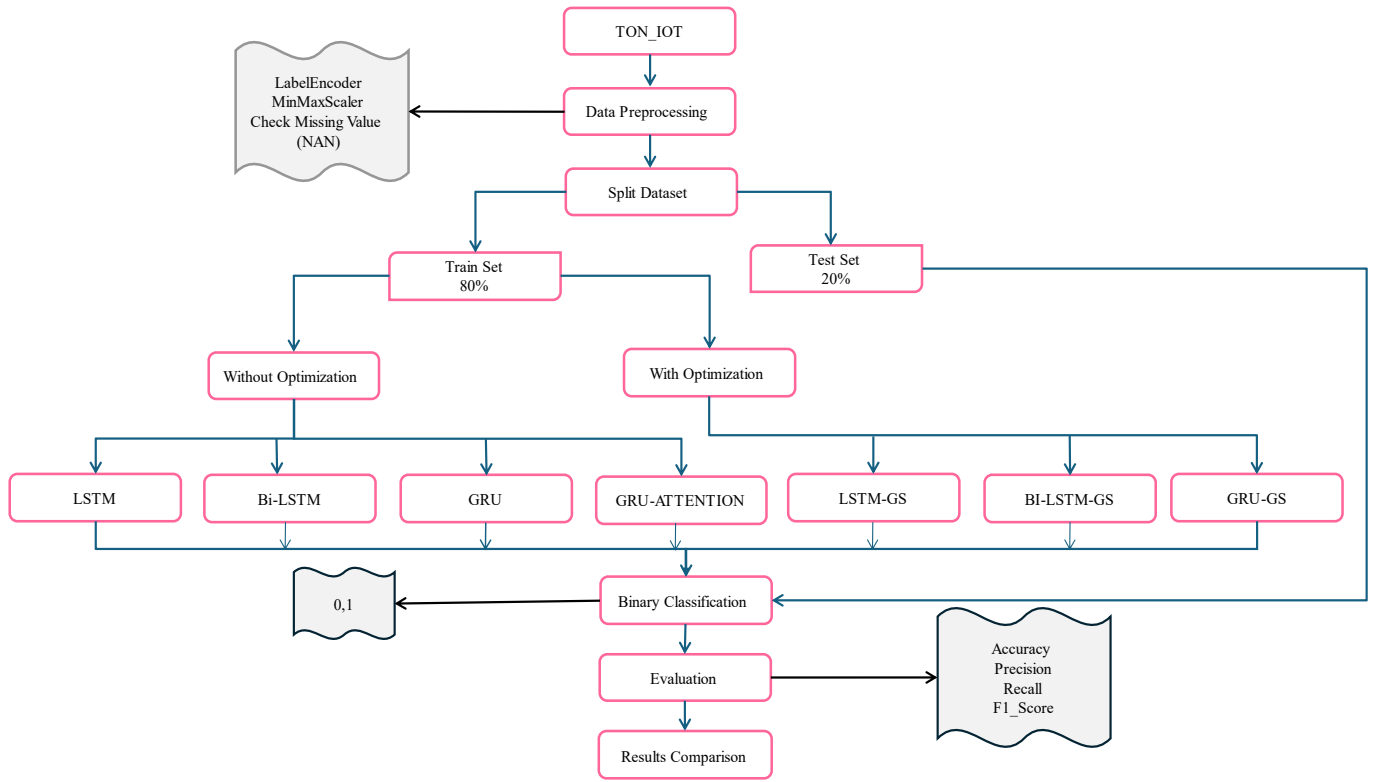 TON_IOT
LabelEncoder
MinMaxScaler
Check Missing Value
(NAN)
Data Preprocessing
Split Dataset
Train Set
80%
Test Set
20%
Without Optimization
With Optimization
LSTM
Bi-LSTM
GRU
GRU-ATTENTION
LSTM-GS
BI-LSTM-GS
GRU-GS
0,1
Binary Classification
Evaluation
Accuracy
Precision
Recall
F1_Score
Results Comparison